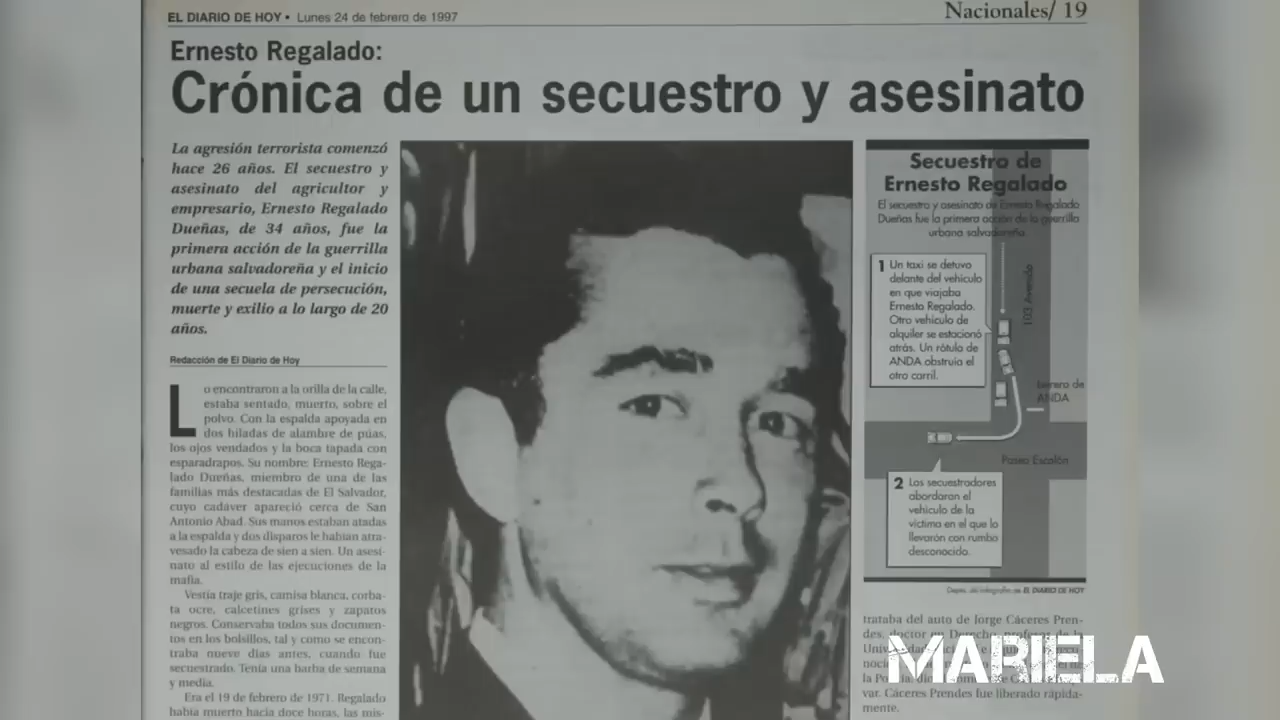 EL DIARIO DE HOY • Lunes 24 de febrero de 1997
Nacionales/ 19
Ernesto Regalado:
Crónica de un secuestro y asesinato
La agresión terrorista comenzó
hace 26 años. El secuestro y
asesinato del agricultor y
empresario, Ernesto Regalado
Dueñas, de 34 años, fue la
primera acción de la guerrilla
urbana salvadoreña y el inicio
de una secuela de persecución,
muerte y exilio a lo largo de 20
años.
Redacción de El Diario de Hoy
Lo encontraron a la orilla de la calle,
estaba sentado, muerto, sobre el
polvo. Con la espalda apoyada en
dos hiladas de alambre de púas,
los ojos vendados y la boca tapada con
esparadrapos. Su nombre: Ernesto Rega-
lado Dueñas, miembro de una de las
familias más destacadas de El Salvador,
cuyo cadáver apareció cerca de San
Antonio Abad. Sus manos estaban atadas
a la espalda y dos disparos le habían atra-
vesado la cabeza de sien a sien. Un asesi-
nato al estilo de las ejecuciones de la
mafia.
Vestía traje gris, camisa blanca, corba-
ta ocre, calcetines grises y zapatos
negros. Conservaba todos sus documen-
tos en los bolsillos, tal y como se encon-
traba nueve días antes, cuando fue
secuestrado. Tenía una barba de semana
y media.
Era el 19 de febrero de 1971. Regalado
había muerto hacía doce horas, las mis-
Secuestro de
Ernesto Regalado
El secuestro y asesinato de Ernesto Regalado
Dueñas fue la primera acción de la guerrilla
urbana salvadoreña
1 Un taxi se detuvo
delante del vehículo
en que viajaba
Ernesto Regalado.
Otro vehículo de
alquiler se estacionó
atrás. Un rótulo de
ANDA obstruía el
otro carril.
103 Avenida
ANDA
Paseo Escalón
2 Los secuestradores
abordaron el
vehículo de la
víctima en el que lo
llevarón con rumbo
desconocido.
Depto. de infografía de EL DIARIO DE HOY
trataba del auto de Jorge Cáceres Pren-
des, doctor en Derecho, profesor de la
var. Cáceres Prendes fue liberado rápida-
mente.
MARIELA